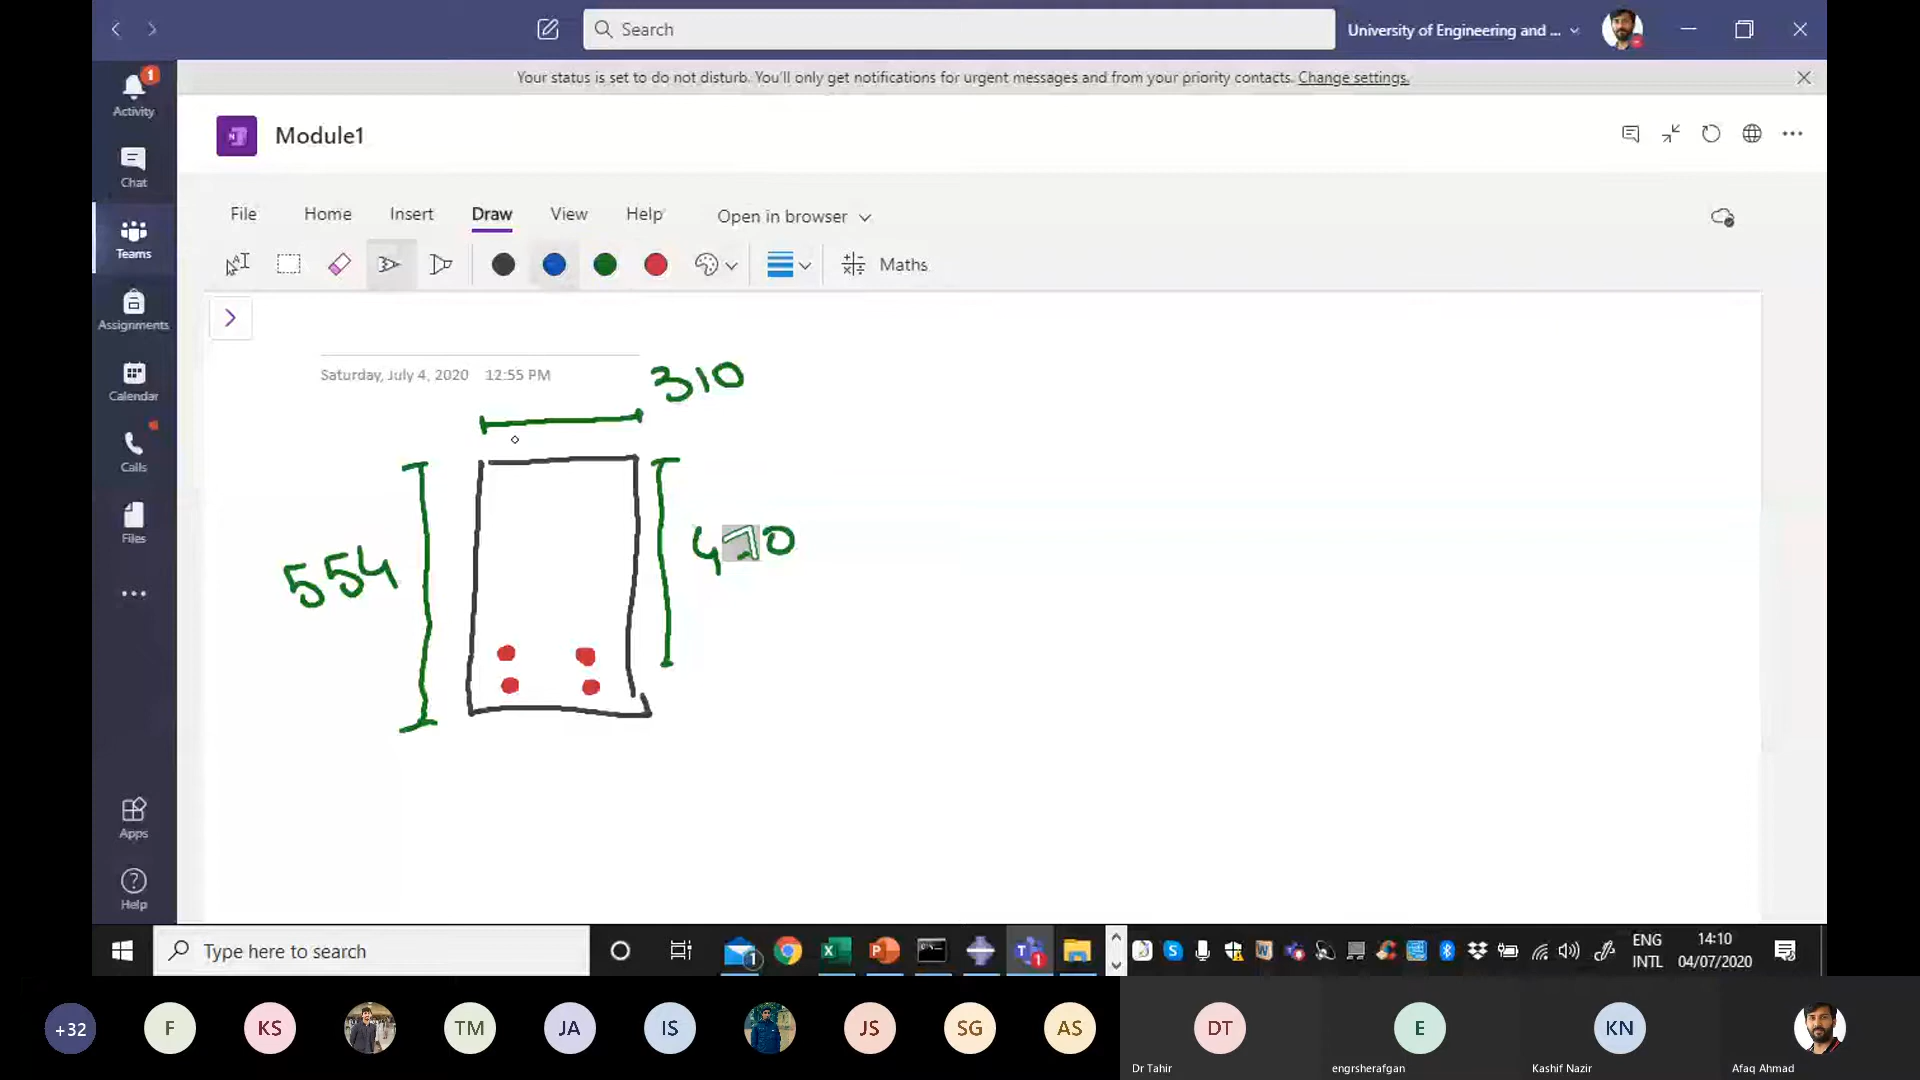 Search
University of Engineering and ...
Your status is set to do not disturb. You'll only get notifications for urgent messages and from your priority contacts. Change settings.
1
Activity
Chat
Teams
Assignments
Calendar
Calls
Files
Apps
Help
N
Module1
File Home Insert Draw View Help Open in browser
Maths
Saturday, July 4, 2020 12:55 PM
310
554
470
Type here to search
1
1
ENG
INTL
14:10
04/07/2020
+32
F
KS
TM
JA
IS
JS
SG
AS
DT
E
KN
Dr Tahir
engrsherafgan
Kashif Nazir
Afaq Ahmad